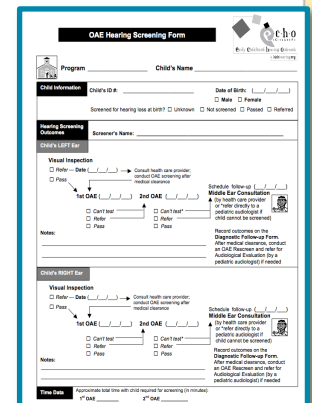 OAE Hearing Screening Form
echo
Early Childhood Hearing Outreach
Program Child's Name
Child Information
Child's ID #:
Date of Birth: (__/__/__)
☐ Male ☐ Female
Screened for hearing loss at birth? ☐ Unknown ☐ Not screened ☐ Passed ☐ Referred
Hearing Screening Outcomes
Screener's Name:
Child's LEFT Ear
Visual Inspection
☐ Refer — Date (__/__/__)
☐ Pass
Consult health care provider;
conduct OAE screening after
medical clearance
1st OAE (__/__/__) 2nd OAE (__/__/__)
☐ Can't test ☐ Can't test*
☐ Refer ☐ Refer
☐ Pass ☐ Pass
Notes:
Schedule follow-up (__/__/__)
Middle Ear Consultation
(by health care provider
or *refer directly to a
pediatric audiologist if
child cannot be screened)
Record outcomes on the
Diagnostic Follow-up Form.
After medical clearance, conduct
an OAE Rescreen and refer for
Audiological Evaluation (by a
pediatric audiologist) if needed
Child's RIGHT Ear
Visual Inspection
☐ Refer — Date (__/__/__)
☐ Pass
Consult health care provider;
conduct OAE screening after
medical clearance
1st OAE (__/__/__) 2nd OAE (__/__/__)
☐ Can't test ☐ Can't test*
☐ Refer ☐ Refer
☐ Pass ☐ Pass
Notes:
Schedule follow-up (__/__/__)
Middle Ear Consultation
(by health care provider
or *refer directly to a
pediatric audiologist if
child cannot be screened)
Record outcomes on the
Diagnostic Follow-up Form.
After medical clearance, conduct
an OAE Rescreen and refer for
Audiological Evaluation (by a
pediatric audiologist) if needed
Time Data
Approximate total time with child required for screening (in minutes):
1st OAE 2nd OAE